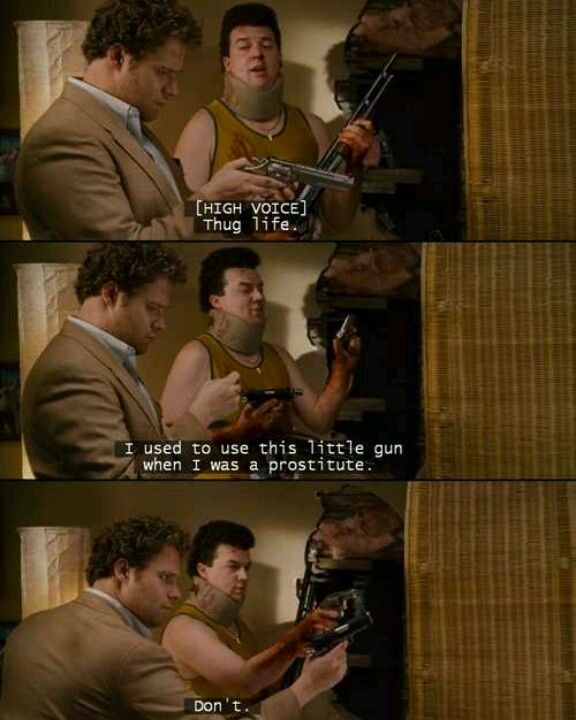 [HIGH VOICE]
Thug life.
I used to use this little gun
when I was a prostitute.
Don't.